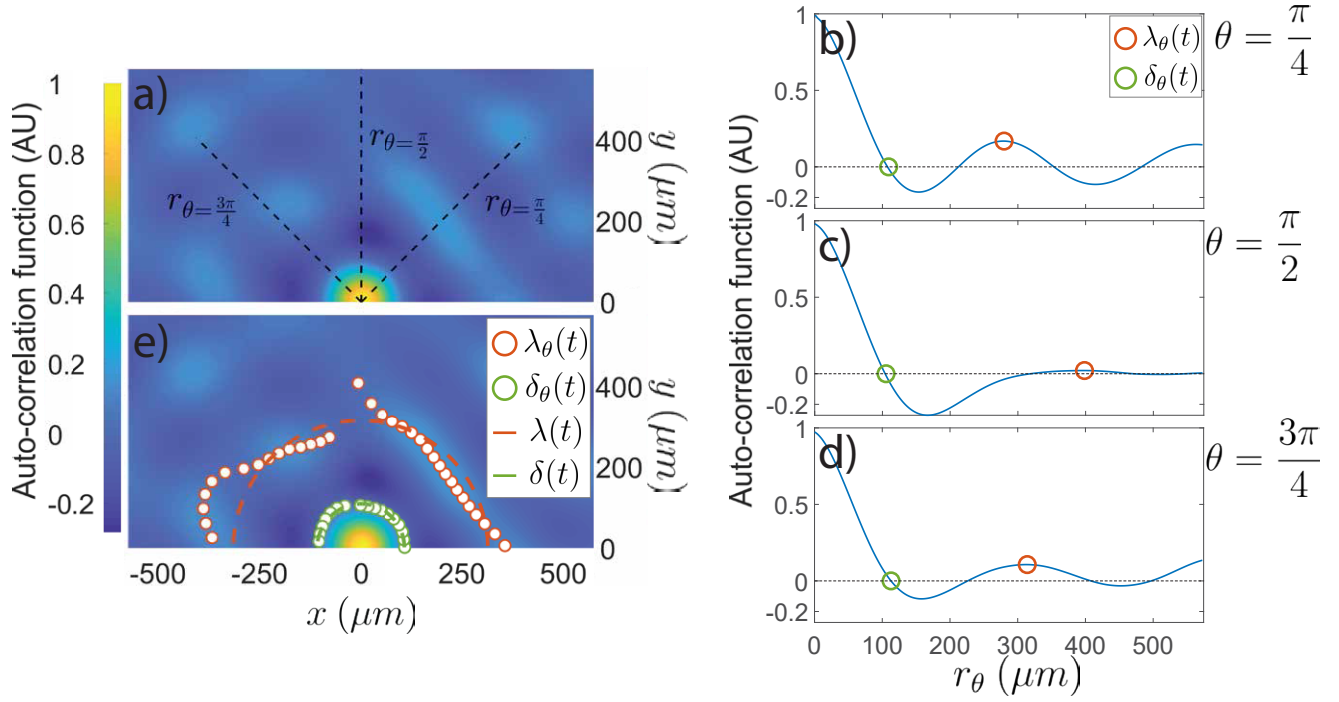 Auto-correlation function (AU)
1
0.8
0.6
0.4
0.2
0
-0.2
a)
r_{θ=3π/4}
r_{θ=π/2}
r_{θ=π/4}
400
200
0
y (μm)
e)
λ_θ(t)
δ_θ(t)
λ(t)
δ(t)
400
200
0
y (μm)
-500 -250 0 250 500
x (μm)
Auto-correlation function (AU)
b)
0.5
0
-0.2
λ_θ(t)
δ_θ(t)
θ = π/4
1
c)
0.5
0
-0.2
θ = π/2
1
d)
0.5
0
-0.2
θ = 3π/4
1
0 100 200 300 400 500
r_θ (μm)